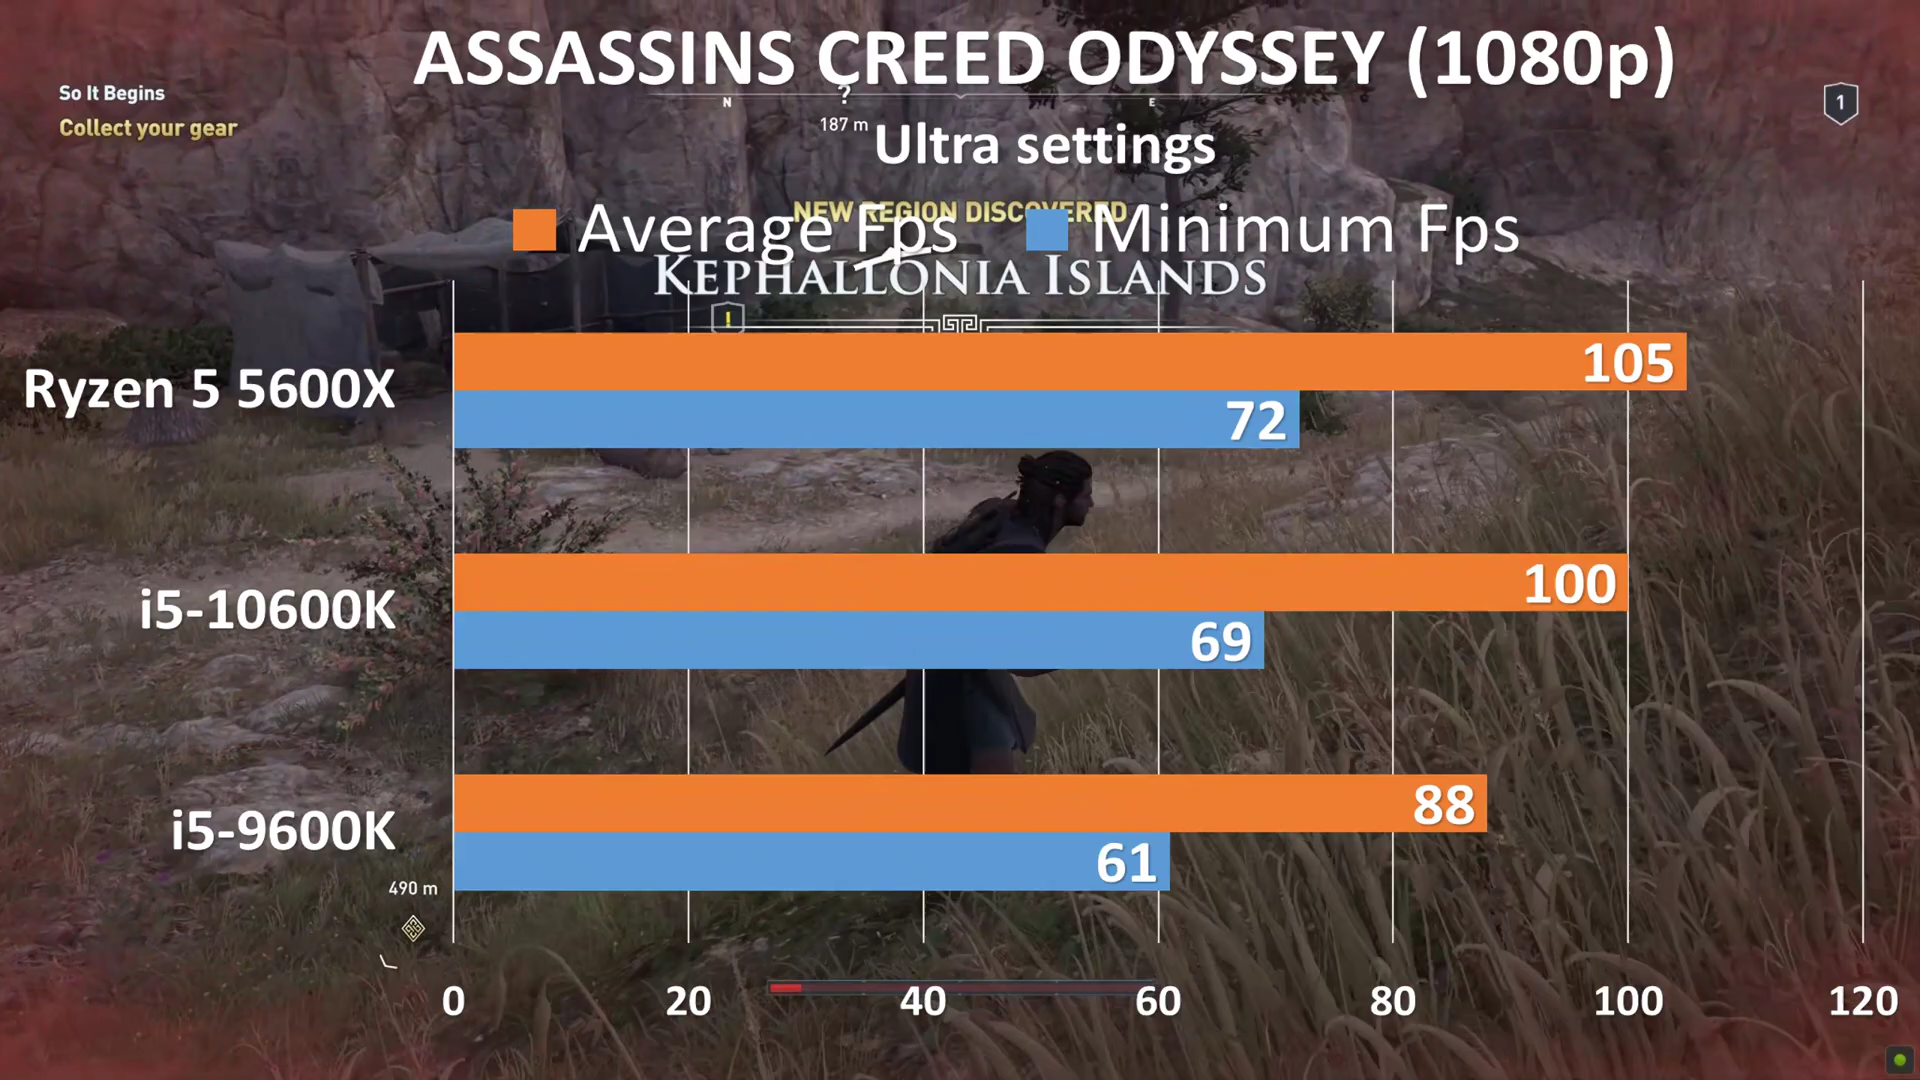 ASSASSINS CREED ODYSSEY (1080p)
So It Begins
Collect your gear
N
?
E
1
187 m
Ultra settings
NEW REGION DISCOVERED
Average Fps
Minimum Fps
KEPHALLONIA ISLANDS
!
Ryzen 5 5600X
105
72
i5-10600K
100
69
i5-9600K
88
61
490 m
0 20 40 60 80 100 120